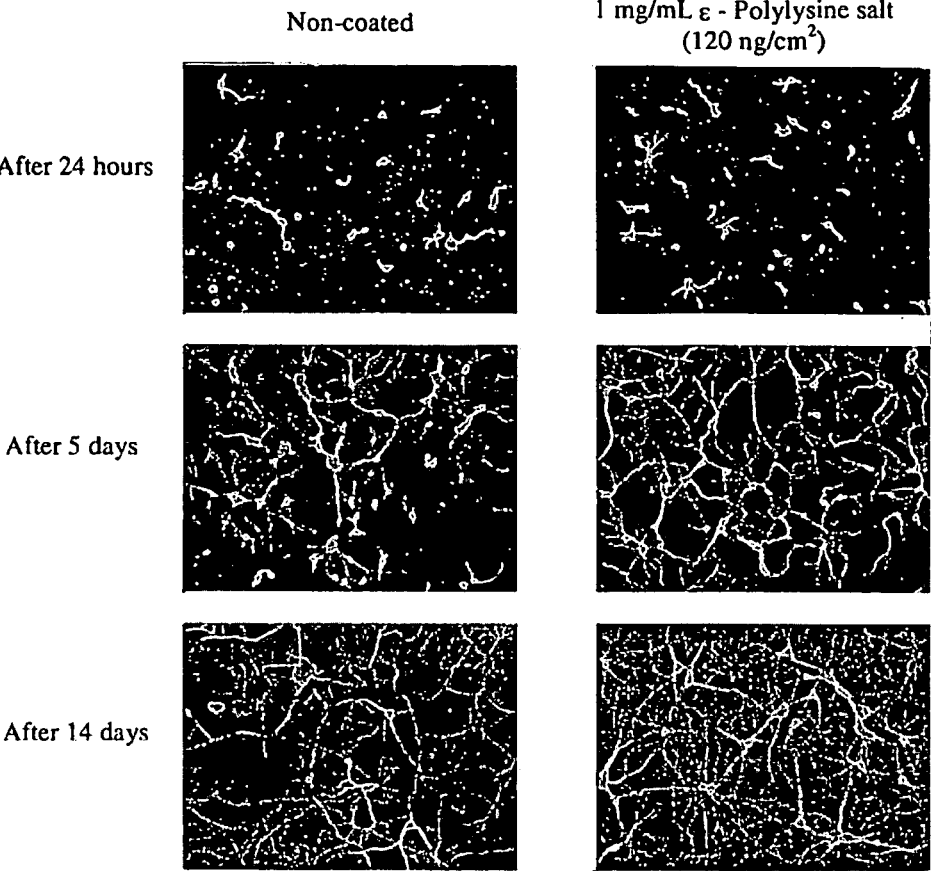 Non-coated
1 mg/mL ε - Polylysine salt
(120 ng/cm²)
After 24 hours
After 5 days
After 14 days